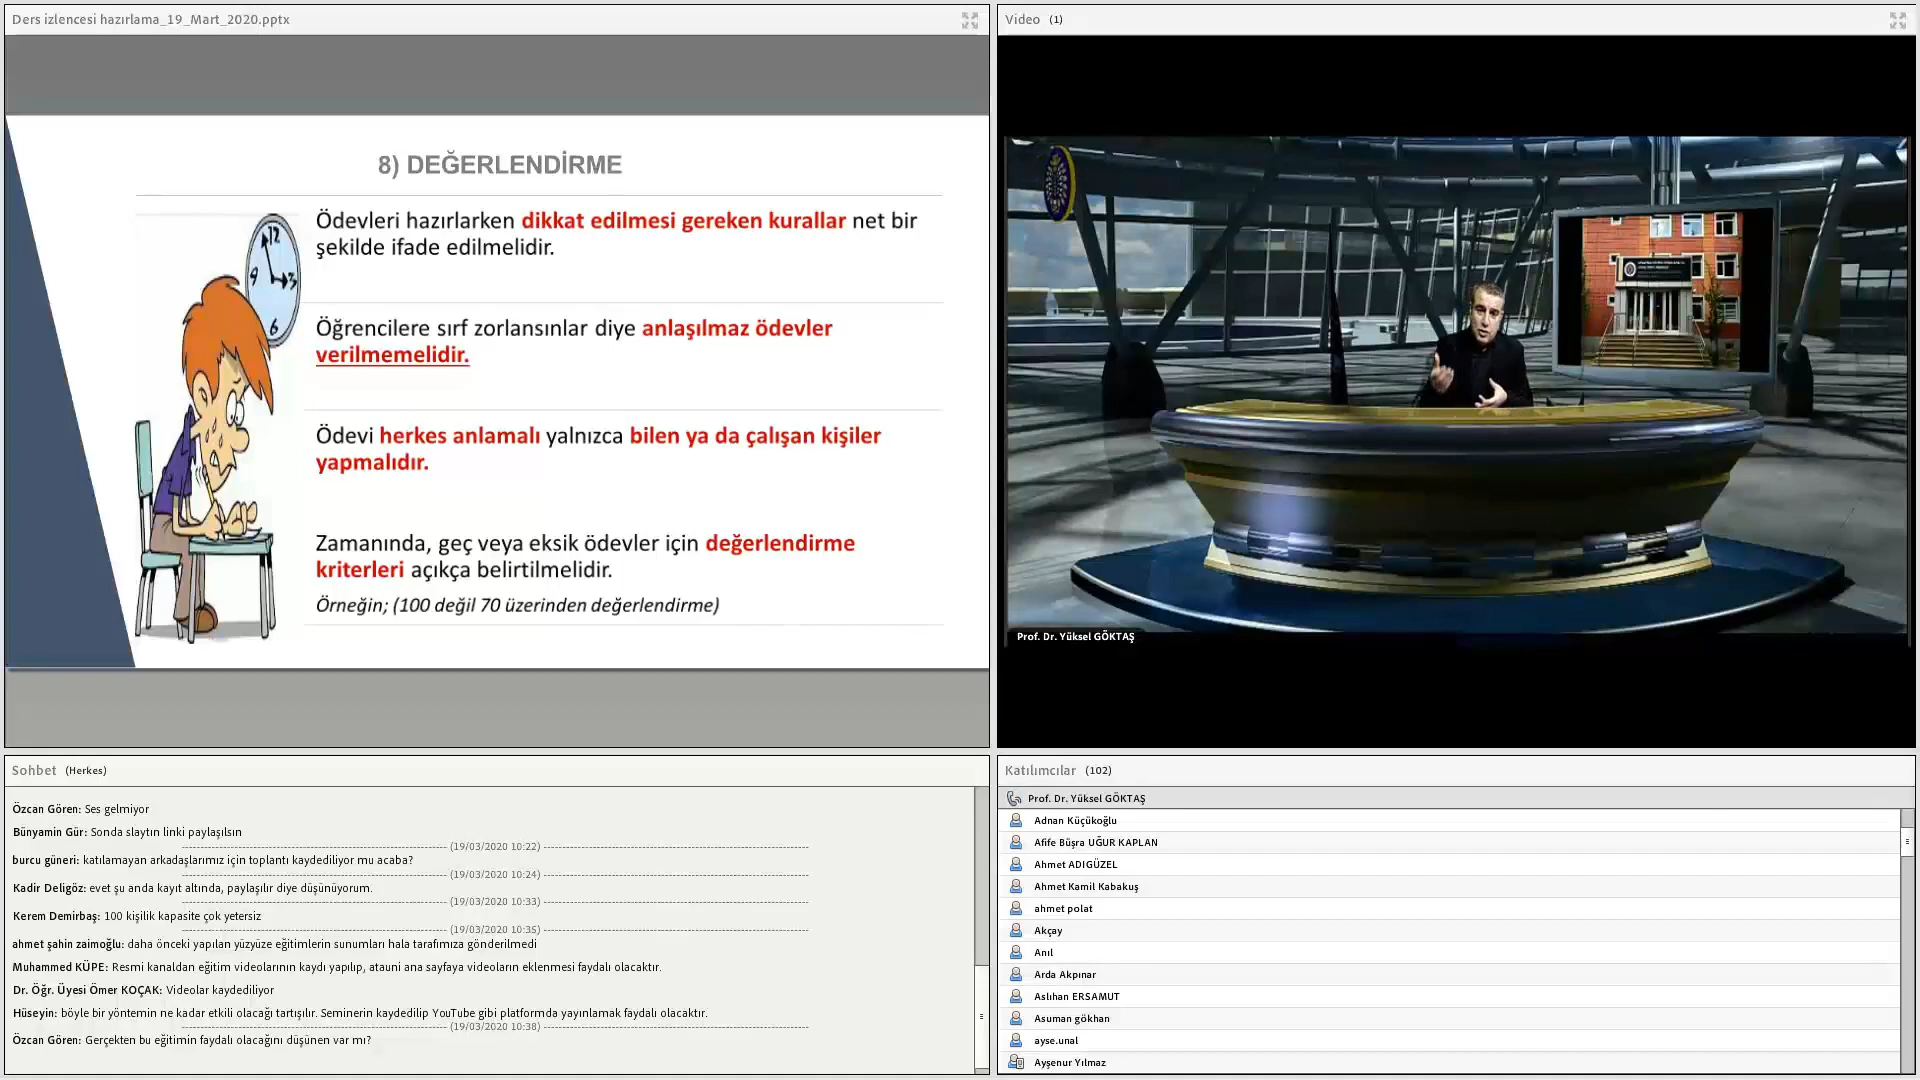 Ders izlencesi hazırlama_19_Mart_2020.pptx
8) DEĞERLENDİRME
12
9
3
6
Ödevleri hazırlarken dikkat edilmesi gereken kurallar net bir
şekilde ifade edilmelidir.
Öğrencilere sırf zorlansınlar diye anlaşılmaz ödevler
verilmemelidir.
Ödevi herkes anlamalı yalnızca bilen ya da çalışan kişiler
yapmalıdır.
Zamanında, geç veya eksik ödevler için değerlendirme
kriterleri açıkça belirtilmelidir.
Örneğin; (100 değil 70 üzerinden değerlendirme)
Video (1)
Prof. Dr. Yüksel GÖKTAŞ
Sohbet (Herkes)
Özcan Gören: Ses gelmiyor
Bünyamin Gür: Sonda slaytın linki paylaşılsın
(19/03/2020 10:22)
burcu güneri: katılamayan arkadaşlarımız için toplantı kaydediliyor mu acaba?
(19/03/2020 10:24)
Kadir Deligöz: evet şu anda kayıt altında, paylaşılır diye düşünüyorum.
(19/03/2020 10:33)
Kerem Demirbaş: 100 kişilik kapasite çok yetersiz
(19/03/2020 10:35)
ahmet şahin zaimoğlu: daha önceki yapılan yüzyüze eğitimlerin sunumları hala tarafımıza gönderilmedi
Muhammed KÜPE: Resmi kanaldan eğitim videolarının kaydı yapılıp, atauni ana sayfaya videoların eklenmesi faydalı olacaktır.
Dr. Öğr. Üyesi Ömer KOÇAK: Videolar kaydediliyor
Hüseyin: böyle bir yöntemin ne kadar etkili olacağı tartışılır. Seminerin kaydedilip YouTube gibi platformda yayınlamak faydalı olacaktır.
(19/03/2020 10:38)
Özcan Gören: Gerçekten bu eğitimin faydalı olacağını düşünen var mı?
Katılımcılar (102)
Prof. Dr. Yüksel GÖKTAŞ
Adnan Küçükoğlu
Afife Büşra UĞUR KAPLAN
Ahmet ADIGÜZEL
Ahmet Kamil Kabakuş
ahmet polat
Akçay
Anıl
Arda Akpınar
Aslıhan ERSAMUT
Asuman gökhan
ayse.unal
Ayşenur Yılmaz